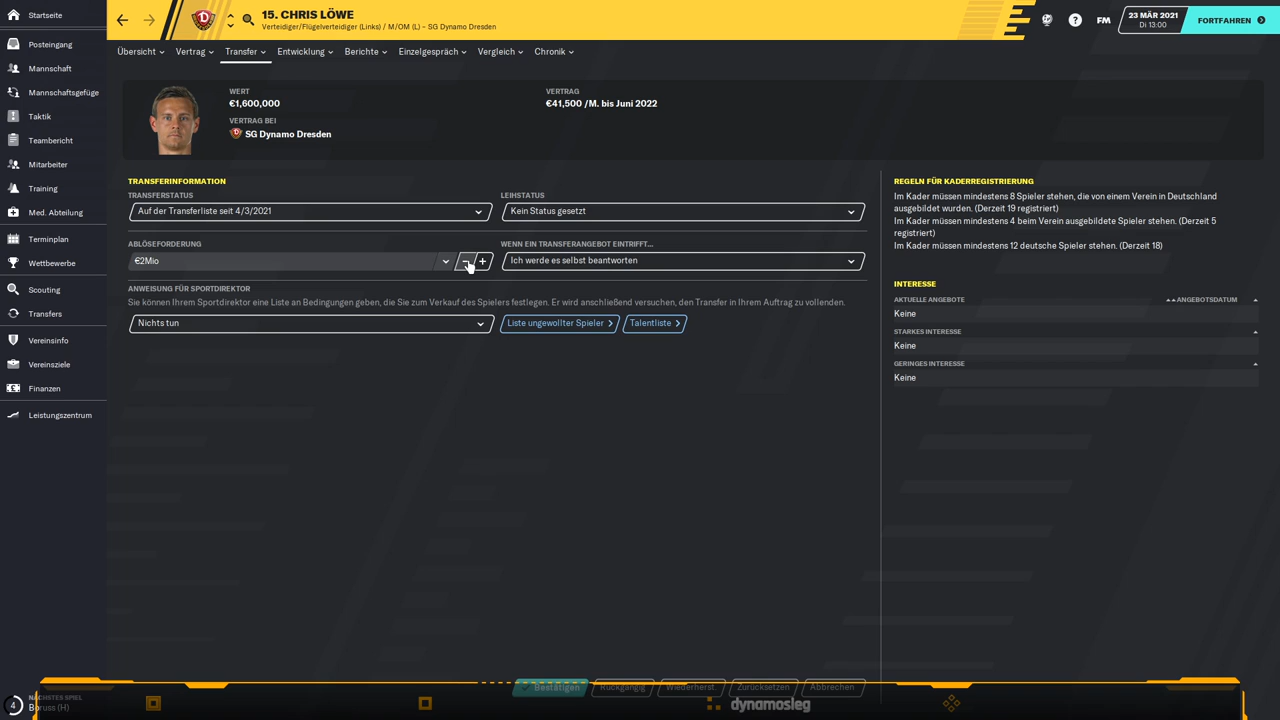 Startseite
Posteingang
Mannschaft
Mannschaftsgefüge
Taktik
Teambericht
Mitarbeiter
Training
Med. Abteilung
Terminplan
Wettbewerbe
Scouting
Transfers
Vereinsinfo
Vereinsziele
Finanzen
Leistungszentrum
15. CHRIS LÖWE
Verteidiger/Flügelverteidiger (Links) / M/OM (L) – SG Dynamo Dresden
FM
23 MÄR 2021
Di 13:00
FORTFAHREN
Übersicht Vertrag Transfer Entwicklung Berichte Einzelgespräch Vergleich Chronik
WERT
€1,600,000
VERTRAG BEI
SG Dynamo Dresden
VERTRAG
€41,500 /M. bis Juni 2022
TRANSFERINFORMATION
TRANSFERSTATUS
Auf der Transferliste seit 4/3/2021
LEIHSTATUS
Kein Status gesetzt
ABLÖSEFORDERUNG
€2Mio
WENN EIN TRANSFERANGEBOT EINTRIFFT...
Ich werde es selbst beantworten
ANWEISUNG FÜR SPORTDIREKTOR
Sie können Ihrem Sportdirektor eine Liste an Bedingungen geben, die Sie zum Verkauf des Spielers festlegen. Er wird anschließend versuchen, den Transfer in Ihrem Auftrag zu vollenden.
Nichts tun
Liste ungewollter Spieler
Talentliste
REGELN FÜR KADERREGISTRIERUNG
Im Kader müssen mindestens 8 Spieler stehen, die von einem Verein in Deutschland
ausgebildet wurden. (Derzeit 19 registriert)
Im Kader müssen mindestens 4 beim Verein ausgebildete Spieler stehen. (Derzeit 5
registriert)
Im Kader müssen mindestens 12 deutsche Spieler stehen. (Derzeit 18)
INTERESSE
AKTUELLE ANGEBOTE ANGEBOTSDATUM
Keine
STARKES INTERESSE
Keine
GERINGES INTERESSE
Keine
Bestätigen Rückgängig Wiederherst. Zurücksetzen Abbrechen
4
NÄCHSTES SPIEL
Boruss (H)
dynamosleg